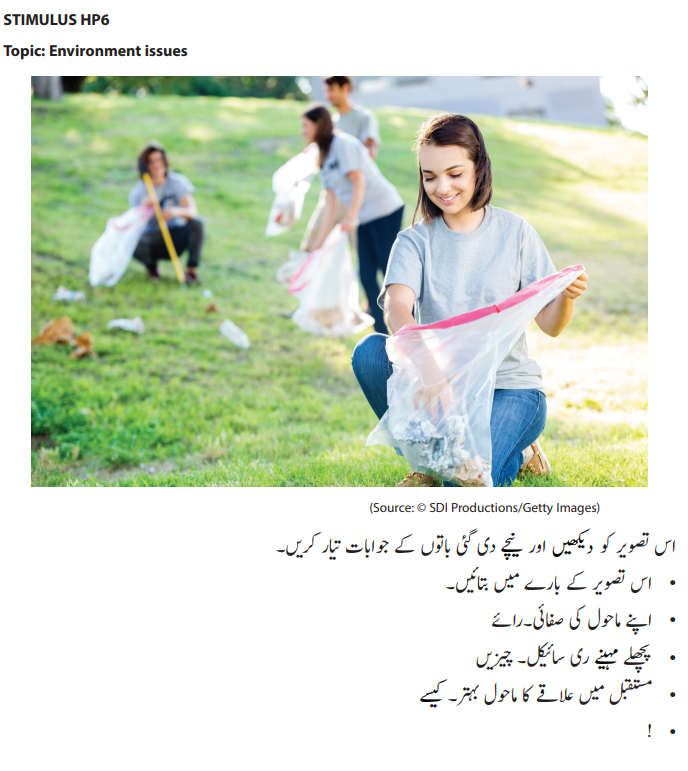 STIMULUS HP6
Topic: Environment issues
(Source: © SDI Productions/Getty Images)
اس تصویر کو دیکھیں اور نیچے دی گئی باتوں کے جوابات تیار کریں۔
• اس تصویر کے بارے میں بتائیں۔
• اپنے ماحول کی صفائی۔رائے
• پچھلے مہینے ری سائیکل۔ چیزیں
• مستقبل میں علاقے کا ماحول بہتر۔ کیسے
• !